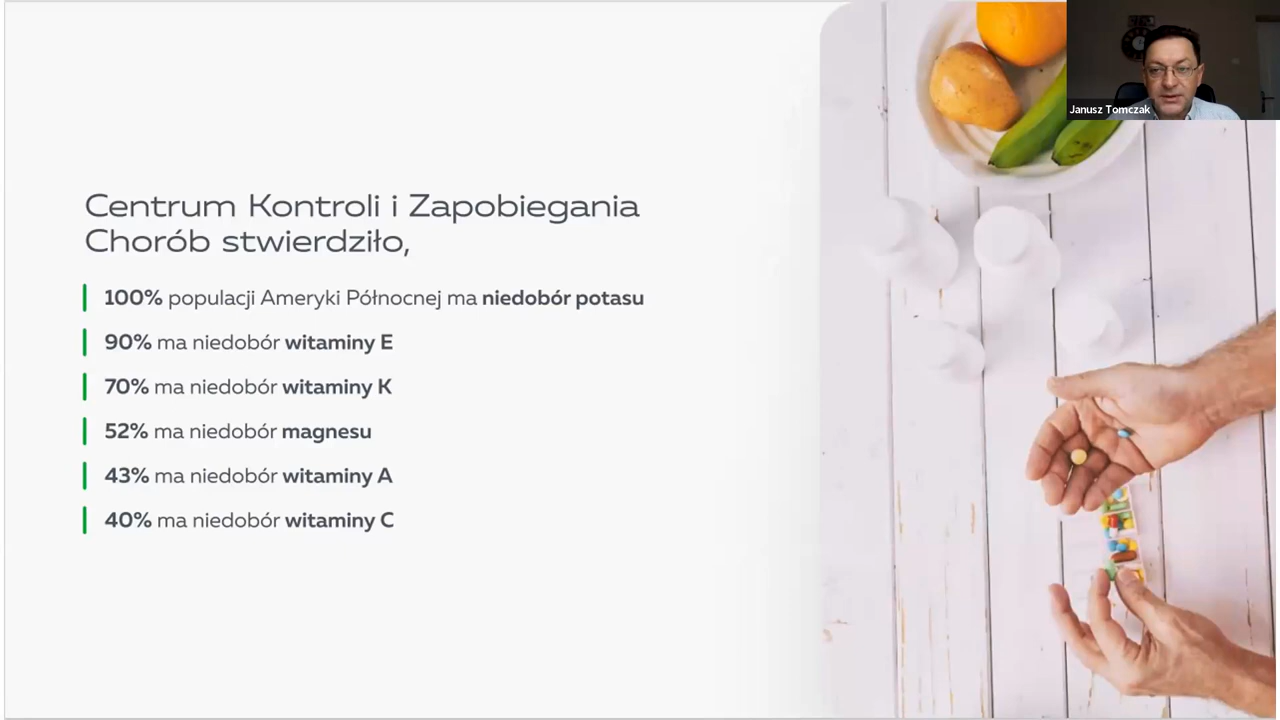 Centrum Kontroli i Zapobiegania
Chorób stwierdziło,
100% populacji Ameryki Północnej ma niedobór potasu
90% ma niedobór witaminy E
70% ma niedobór witaminy K
52% ma niedobór magnesu
43% ma niedobór witaminy A
40% ma niedobór witaminy C
Janusz Tomczak